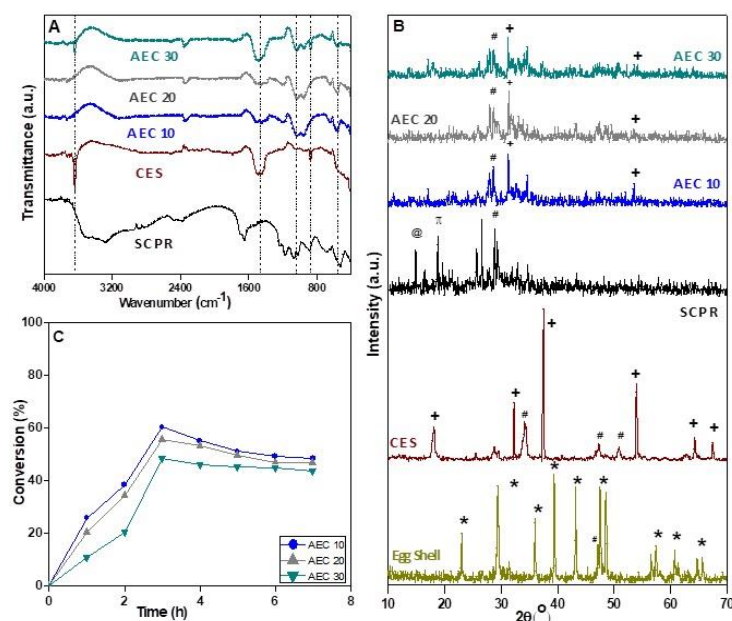 A
AEC 30
AEC 20
AEC 10
CES
SCPR
Transmittance (a.u.)
4000 3200 2400 1600 800
Wavenumber (cm⁻¹)
B
+
#
+
AEC 30
+
#
AEC 20
+
+
#
AEC 10
+
@
π
#
SCPR
+
+
#
+
+
#
#
+
+
CES
*
*
*
*
*
#
*
*
*
*
Egg Shell
Intensity (a.u.)
10 20 30 40 50 60 70
2θ(°)
C
100
80
60
40
20
0
Conversion (%)
AEC 10
AEC 20
AEC 30
0 2 4 6 8
Time (h)